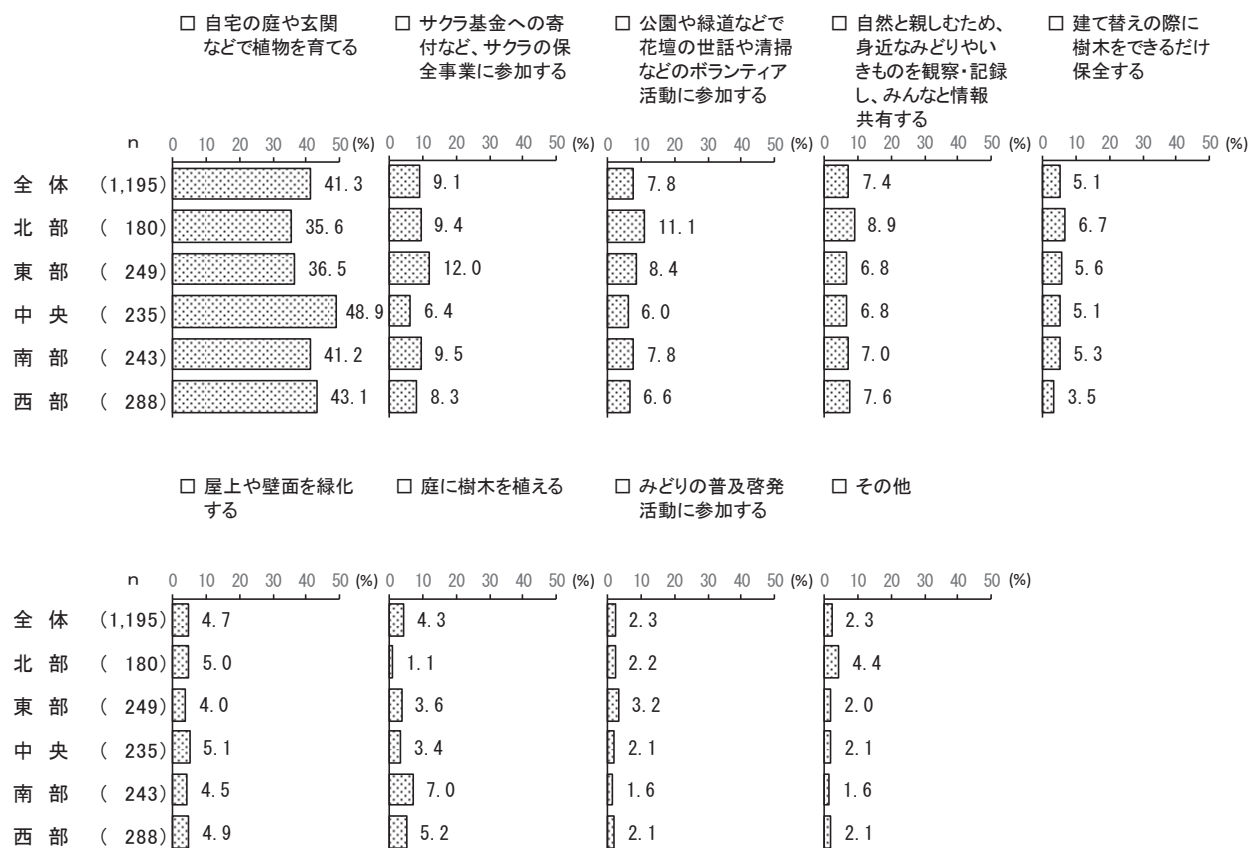 □ 自宅の庭や玄関
などで植物を育てる
□ サクラ基金への寄
付など、サクラの保
全事業に参加する
□ 公園や緑道などで
花壇の世話や清掃
などのボランティア
活動に参加する
□ 自然と親しむため、
身近なみどりやい
きものを観察・記録
し、みんなと情報
共有する
□ 建て替えの際に
樹木をできるだけ
保全する
n 0 10 20 30 40 50 (%) 0 10 20 30 40 50 (%) 0 10 20 30 40 50 (%) 0 10 20 30 40 50 (%) 0 10 20 30 40 50 (%)
全体 (1,195) 41.3 9.1 7.8 7.4 5.1
北部 ( 180) 35.6 9.4 11.1 8.9 6.7
東部 ( 249) 36.5 12.0 8.4 6.8 5.6
中央 ( 235) 48.9 6.4 6.0 6.8 5.1
南部 ( 243) 41.2 9.5 7.8 7.0 5.3
西部 ( 288) 43.1 8.3 6.6 7.6 3.5
□ 屋上や壁面を緑化
する
□ 庭に樹木を植える
□ みどりの普及啓発
活動に参加する
□ その他
n 0 10 20 30 40 50 (%) 0 10 20 30 40 50 (%) 0 10 20 30 40 50 (%) 0 10 20 30 40 50 (%)
全体 (1,195) 4.7 4.3 2.3 2.3
北部 ( 180) 5.0 1.1 2.2 4.4
東部 ( 249) 4.0 3.6 3.2 2.0
中央 ( 235) 5.1 3.4 2.1 2.1
南部 ( 243) 4.5 7.0 1.6 1.6
西部 ( 288) 4.9 5.2 2.1 2.1